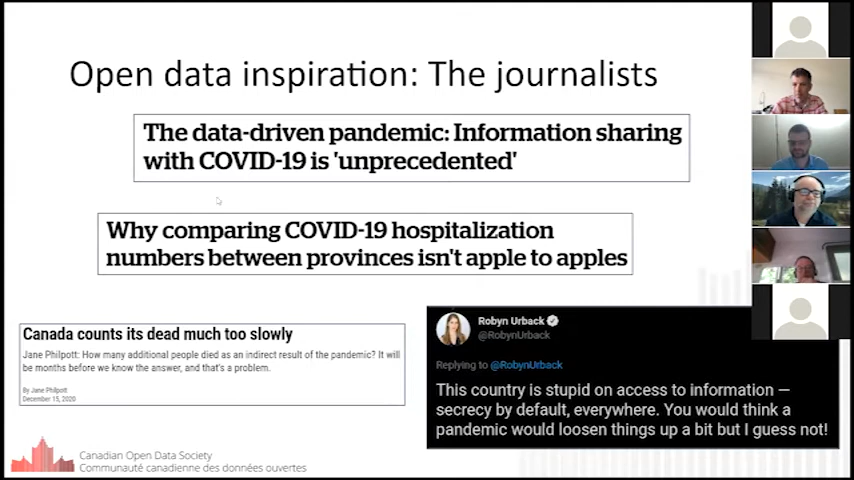 Open data inspiration: The journalists
The data-driven pandemic: Information sharing
with COVID-19 is 'unprecedented'
Why comparing COVID-19 hospitalization
numbers between provinces isn't apple to apples
Canada counts its dead much too slowly
Jane Philpott: How many additional people died as an indirect result of the pandemic? It will
be months before we know the answer, and that's a problem.
By Jane Philpott
December 15, 2020
Robyn Urback
@RobynUrback
Replying to @RobynUrback
This country is stupid on access to information —
secrecy by default, everywhere. You would think a
pandemic would loosen things up a bit but I guess not!
Canadian Open Data Society
Communauté canadienne des données ouvertes